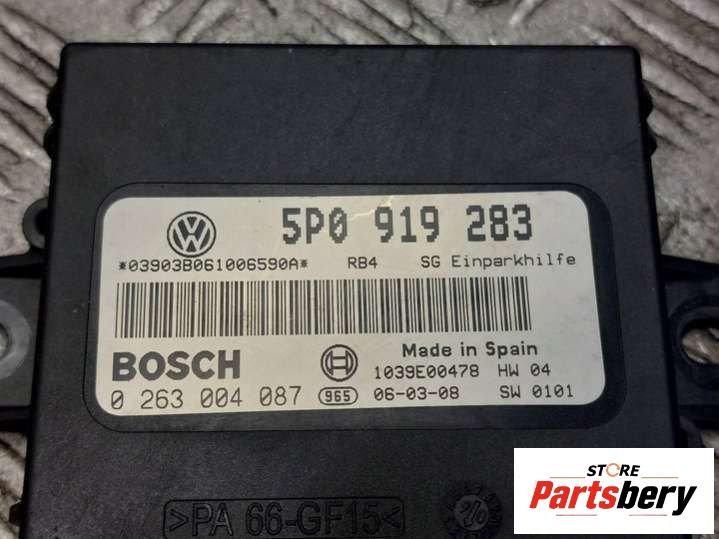 5P0 919 283
*03903B061006590A* RB4 SG Einparkhilfe
BOSCH
Made in Spain
1039E00478 HW 04
0 263 004 087 965 06-03-08 SW 0101
>PA 66-GF15<
STORE
Partsbery